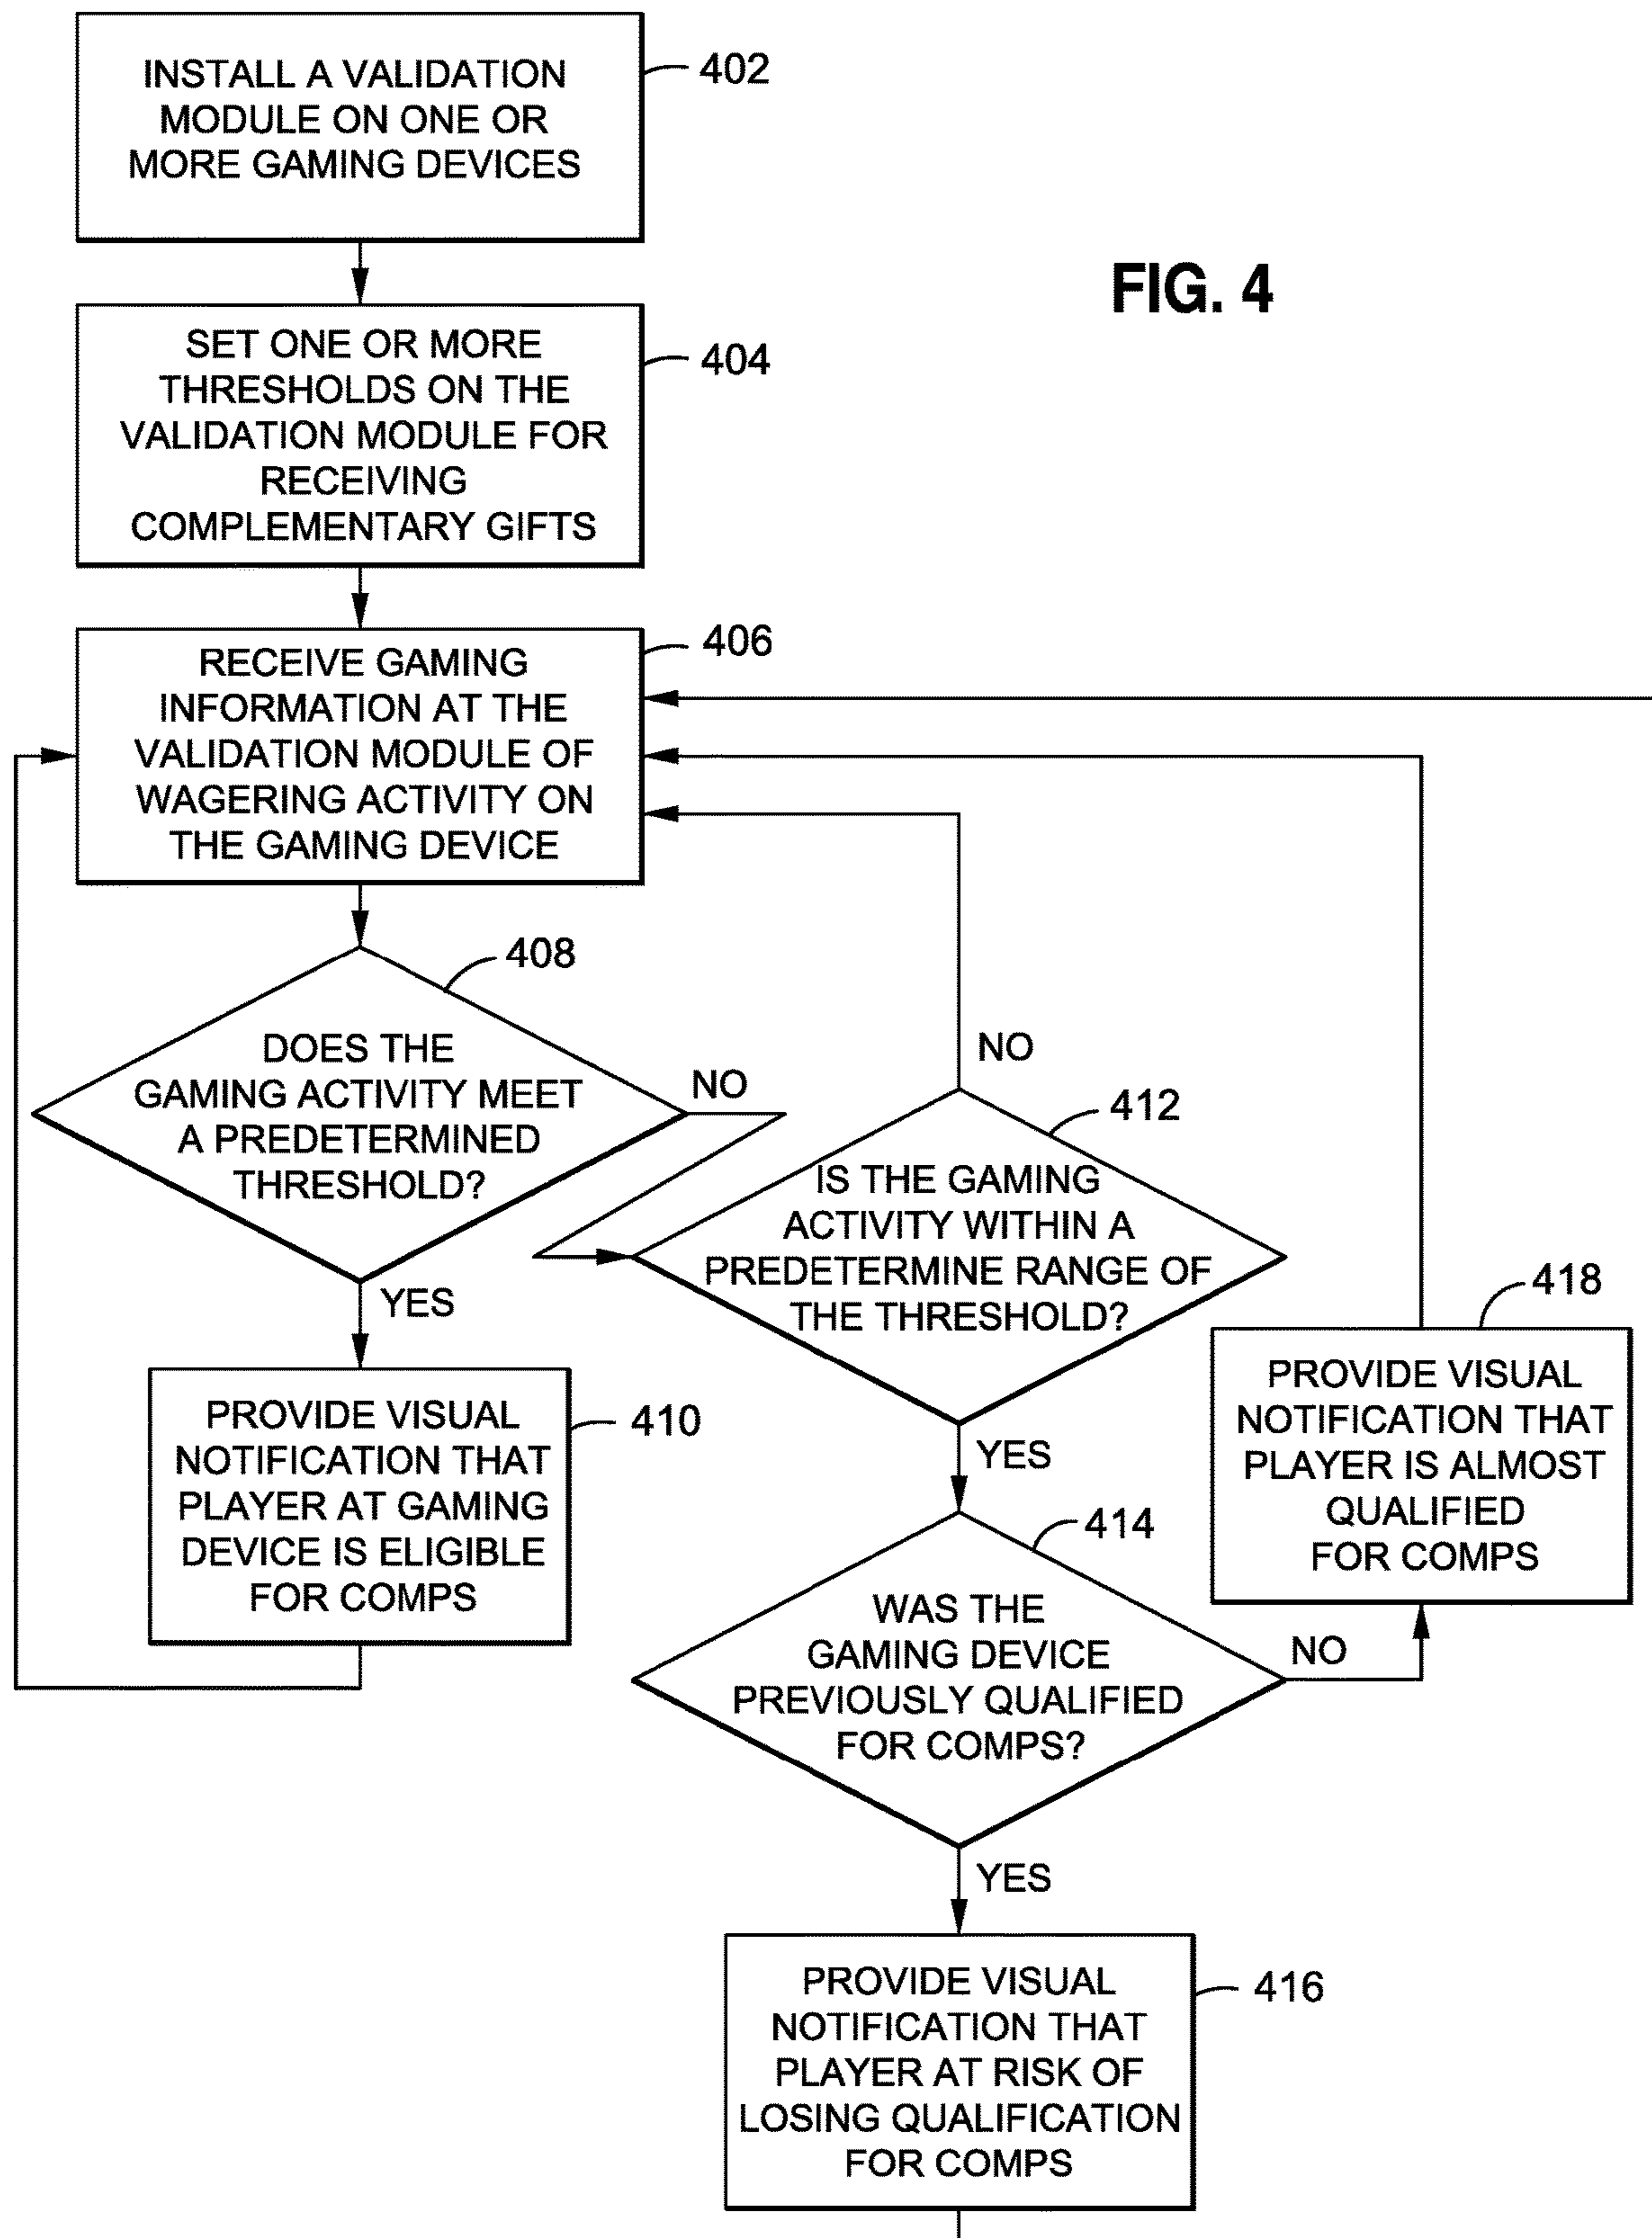 INSTALL A VALIDATION
MODULE ON ONE OR
MORE GAMING DEVICES
402
FIG. 4
SET ONE OR MORE
THRESHOLDS ON THE
VALIDATION MODULE FOR
RECEIVING
COMPLEMENTARY GIFTS
404
RECEIVE GAMING
INFORMATION AT THE
VALIDATION MODULE OF
WAGERING ACTIVITY ON
THE GAMING DEVICE
406
DOES THE
GAMING ACTIVITY MEET
A PREDETERMINED
THRESHOLD?
408
NO
YES
PROVIDE VISUAL
NOTIFICATION THAT
PLAYER AT GAMING
DEVICE IS ELIGIBLE
FOR COMPS
410
NO
IS THE GAMING
ACTIVITY WITHIN A
PREDETERMINE RANGE OF
THE THRESHOLD?
412
YES
WAS THE
GAMING DEVICE
PREVIOUSLY QUALIFIED
FOR COMPS?
414
NO
PROVIDE VISUAL
NOTIFICATION THAT
PLAYER IS ALMOST
QUALIFIED
FOR COMPS
418
YES
PROVIDE VISUAL
NOTIFICATION THAT
PLAYER AT RISK OF
LOSING QUALIFICATION
FOR COMPS
416